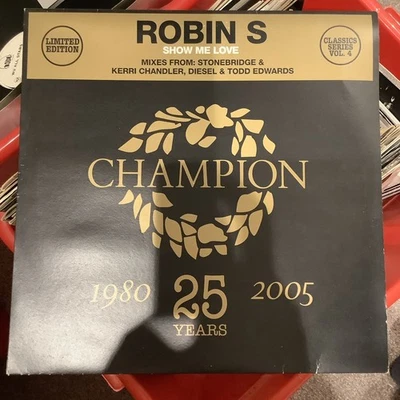 LIMITED
EDITION
ROBIN S
SHOW ME LOVE
MIXES FROM: STONEBRIDGE &
KERRI CHANDLER, DIESEL & TODD EDWARDS
CLASSICS
SERIES
VOL. 4
CHAMPION
1980 25 2005
YEARS